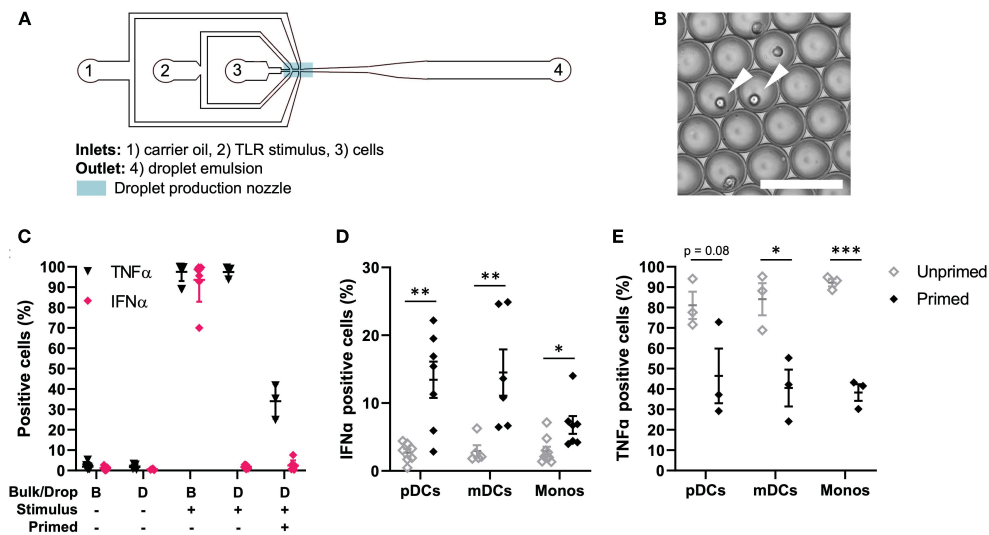 A
1
2
3
4
Inlets: 1) carrier oil, 2) TLR stimulus, 3) cells
Outlet: 4) droplet emulsion
Droplet production nozzle
B
C
TNFα
IFNα
Positive cells (%)
100
90
80
70
60
50
40
30
20
10
0
Bulk/Drop B D B D D
Stimulus - - + + +
Primed - - - - +
D
IFNα positive cells (%)
30
20
10
0
** ** *
pDCs mDCs Monos
E
TNFα positive cells (%)
100
90
80
70
60
50
40
30
20
10
0
p = 0.08 * ***
pDCs mDCs Monos
Unprimed
Primed